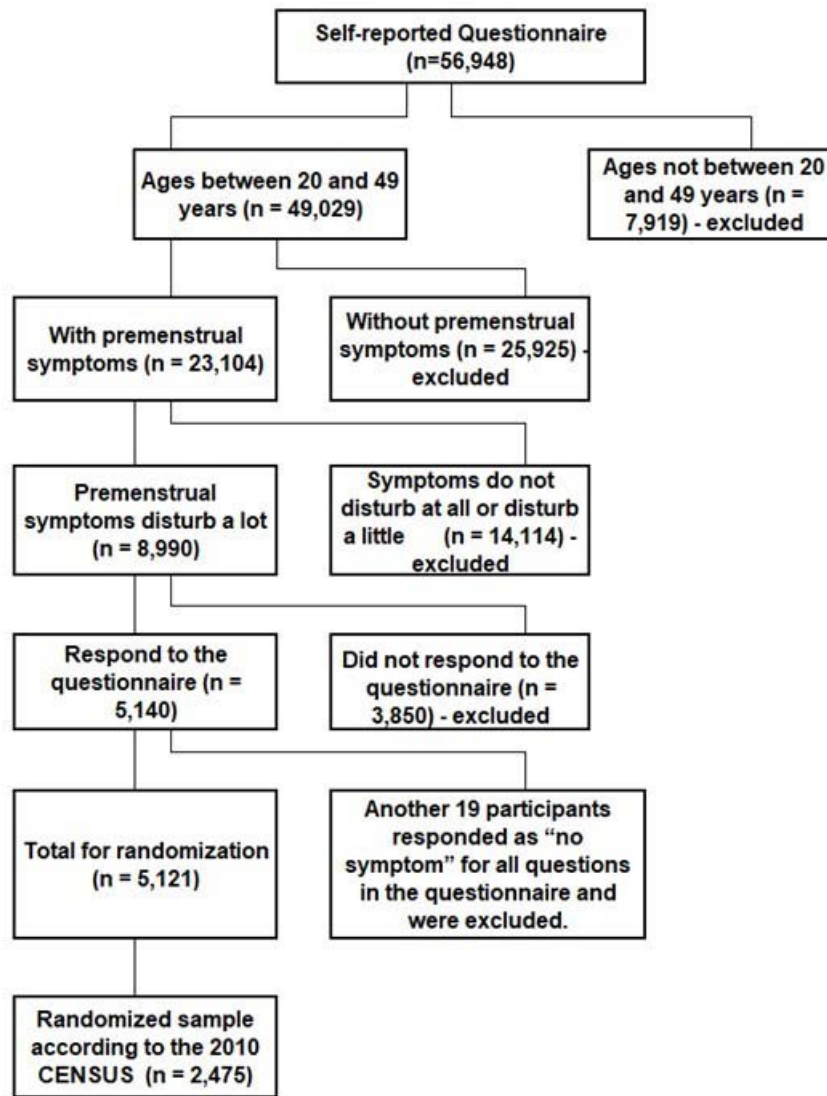 Self-reported Questionnaire
(n=56,948)
Ages between 20 and 49
years (n = 49,029)
Ages not between 20
and 49 years (n =
7,919) - excluded
With premenstrual
symptoms (n = 23,104)
Without premenstrual
symptoms (n = 25,925) -
excluded
Premenstrual
symptoms disturb a lot
(n = 8,990)
Symptoms do not
disturb at all or disturb
a little (n = 14,114) -
excluded
Respond to the
questionnaire (n =
5,140)
Did not respond to the
questionnaire (n =
3,850) - excluded
Total for randomization
(n = 5,121)
Another 19 participants
responded as “no
symptom” for all questions
in the questionnaire and
were excluded.
Randomized sample
according to the 2010
CENSUS (n = 2,475)